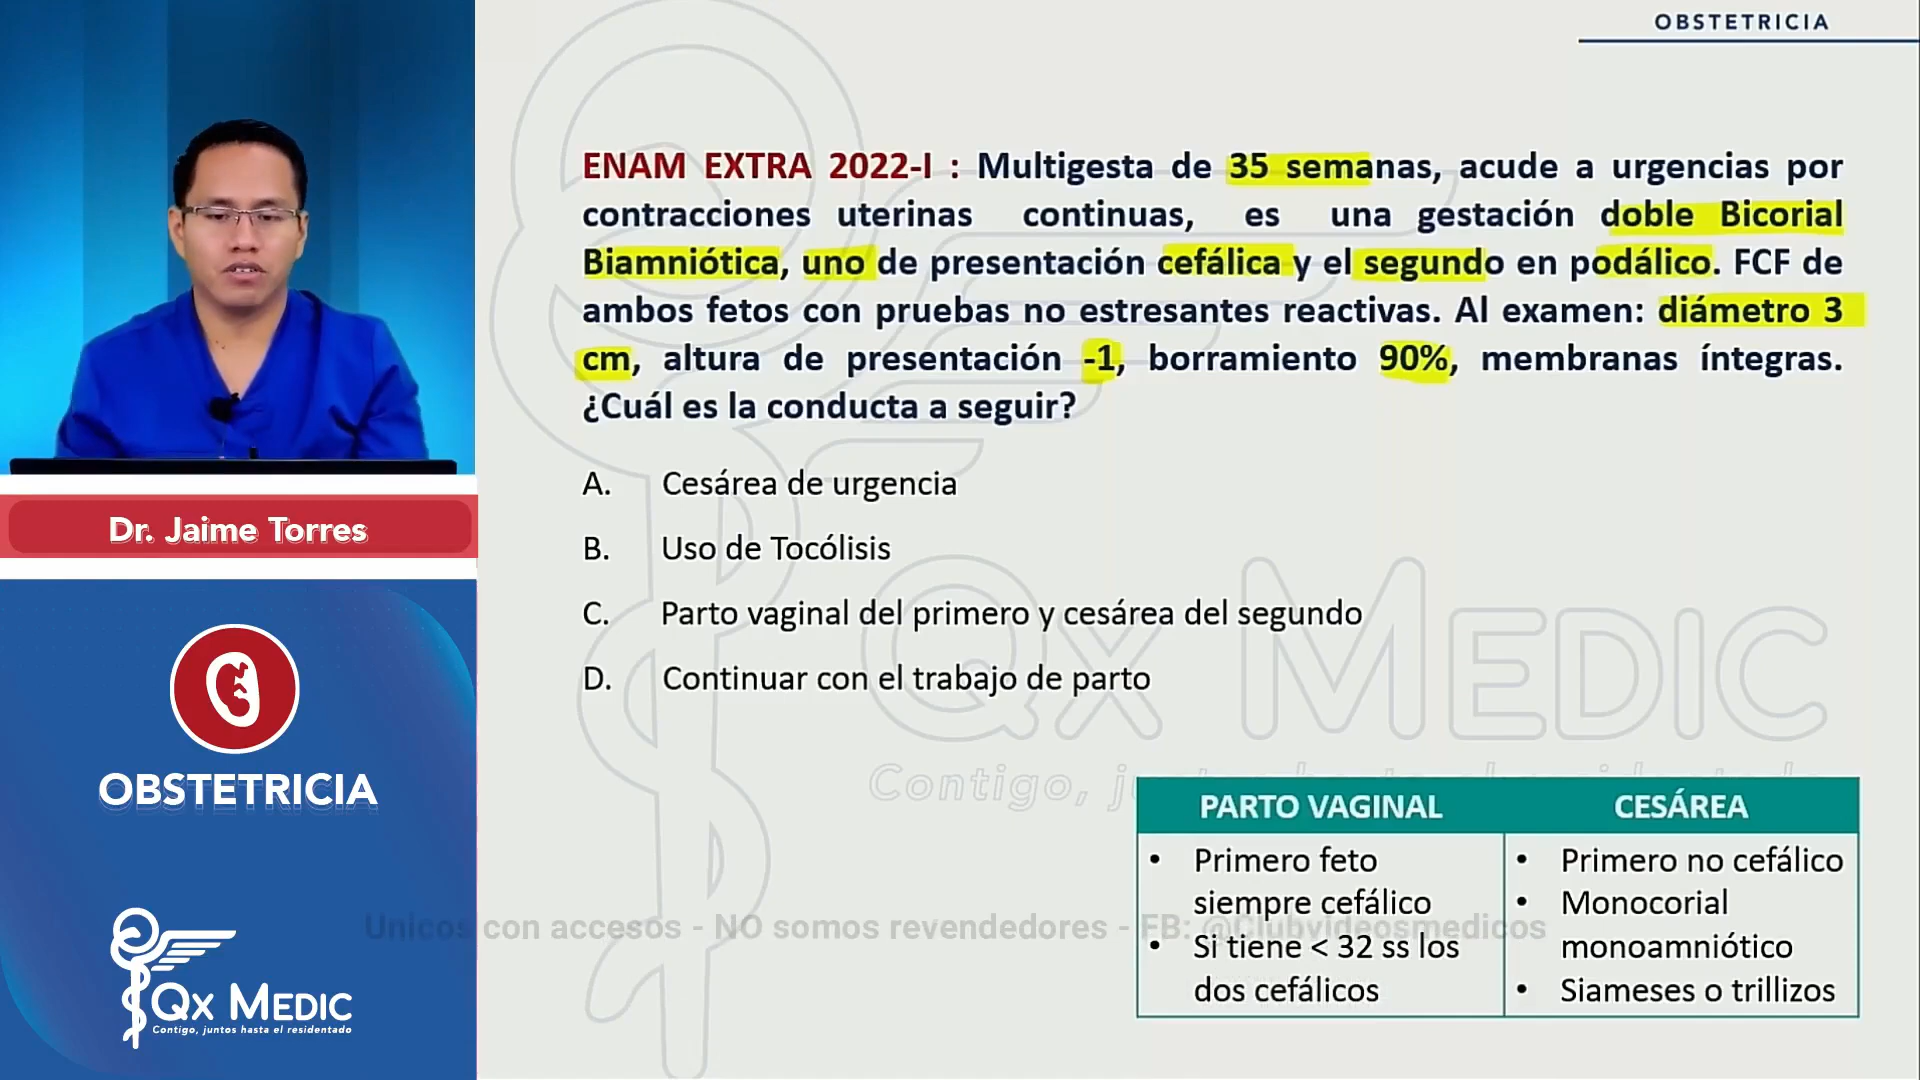 OBSTETRICIA
ENAM EXTRA 2022-I : Multigesta de 35 semanas, acude a urgencias por
contracciones uterinas continuas, es una gestación doble Bicorial
Biamniótica, uno de presentación cefálica y el segundo en podálico. FCF de
ambos fetos con pruebas no estresantes reactivas. Al examen: diámetro 3
cm, altura de presentación -1, borramiento 90%, membranas íntegras.
¿Cuál es la conducta a seguir?
A. Cesárea de urgencia
B. Uso de Tocólisis
C. Parto vaginal del primero y cesárea del segundo
D. Continuar con el trabajo de parto
Dr. Jaime Torres
OBSTETRICIA
QX MEDIC
Contigo, juntos hasta el residentado
QX MEDIC
Contigo, j
PARTO VAGINAL
• Primero feto
siempre cefálico
• Si tiene < 32 ss los
dos cefálicos
CESÁREA
• Primero no cefálico
• Monocorial
monoamniótico
• Siameses o trillizos
Unicos con accesos - NO somos revendedores - FB: @Clubvideosmedicos